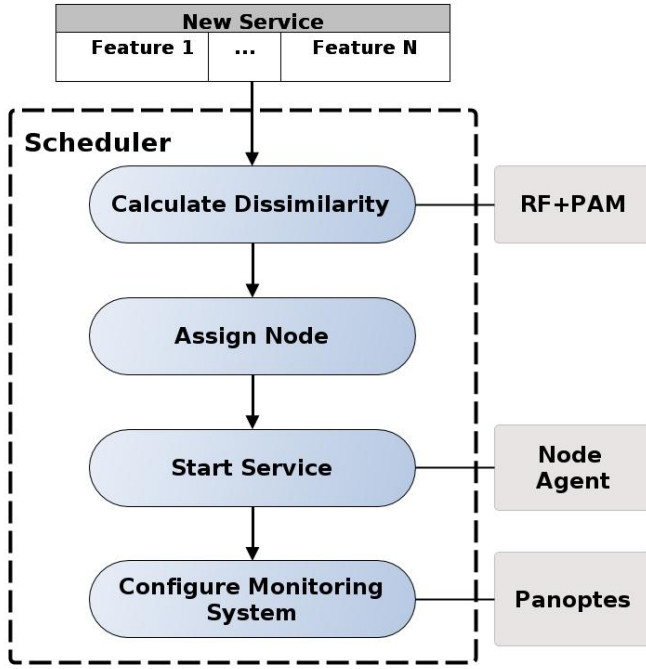 New Service
Feature 1 ... Feature N
Scheduler
Calculate Dissimilarity
RF+PAM
Assign Node
Start Service
Node
Agent
Configure Monitoring
System
Panoptes